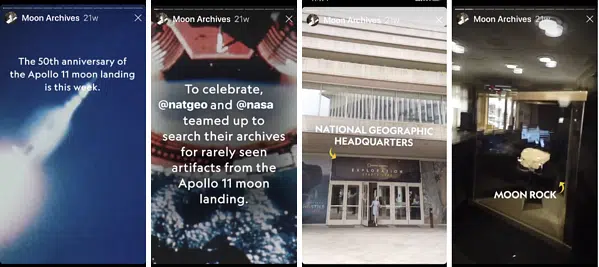 Moon Archives 21w
The 50th anniversary of
the Apollo 11 moon landing
is this week.
Moon Archives 21w
To celebrate,
@natgeo and @nasa
teamed up to
search their archives
for rarely seen
artifacts from the
Apollo 11 moon
landing.
Moon Archives 21w
NATIONAL GEOGRAPHIC
HEADQUARTERS
EXPLORATION
Moon Archives 21w
MOON ROCK